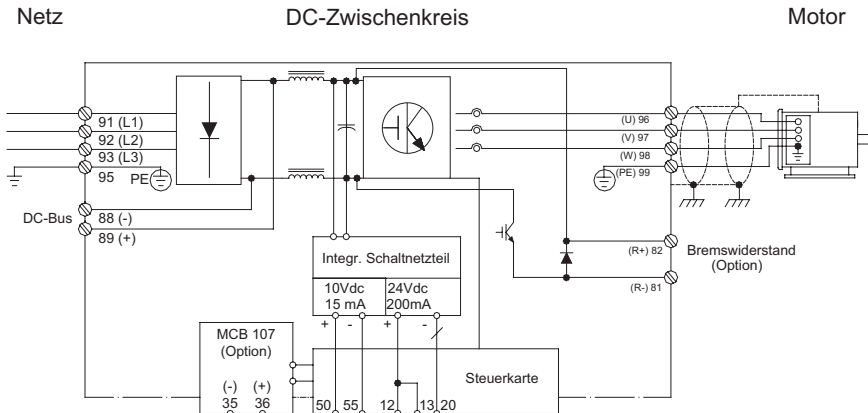 Netz
DC-Zwischenkreis
Motor
91 (L1)
92 (L2)
93 (L3)
95
PE
DC-Bus
88 (-)
89 (+)
(U) 96
(V) 97
(W) 98
(PE) 99
(R+) 82
Bremswiderstand
(Option)
(R-) 81
Integr. Schaltnetzteil
10Vdc
15 mA
24Vdc
200mA
+ - + -
MCB 107
(Option)
(-) (+)
35 36
Steuerkarte
50 55 12 13 20